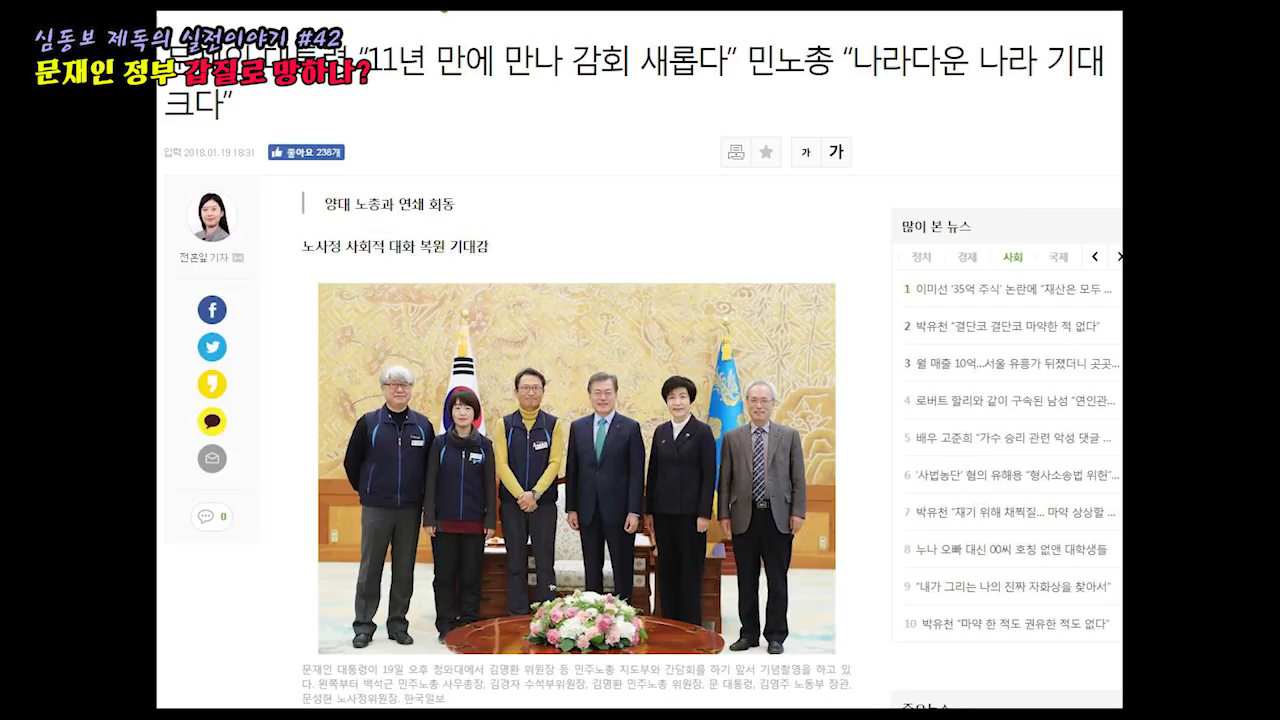 심동보 제독의 실전이야기 #42
문재인 정부 갑질로 망하나?
"11년 만에 만나 감회 새롭다" 민노총 "나라다운 나라 기대
크다"
입력 2018.01.19 18:31
좋아요 238개
가 가
전혼잎 기자
양대 노총과 연쇄 회동
노사정 사회적 대화 복원 기대감
0
문재인 대통령이 19일 오후 청와대에서 김명환 위원장 등 민주노총 지도부와 간담회를 하기 앞서 기념촬영을 하고 있
다. 왼쪽부터 백석근 민주노총 사무총장, 김경자 수석부위원장, 김명환 민주노총 위원장, 문 대통령, 김영주 노동부 장관,
문성현 노사정위원장. 한국일보
많이 본 뉴스
정치 경제 사회 국제
1 이미선 '35억 주식' 논란에 "재산은 모두 ...
2 박유천 "결단코 결단코 마약한 적 없다"
3 월 매출 10억...서울 유흥가 뒤졌더니 곳곳...
4 로버트 할리와 같이 구속된 남성 "연인관...
5 배우 고준희 "가수 승리 관련 악성 댓글 ...
6 '사법농단' 혐의 유해용 "형사소송법 위헌"...
7 박유천 "재기 위해 채찍질... 마약 상상할 ...
8 누나 오빠 대신 00씨 호칭 없앤 대학생들
9 "내가 그리는 나의 진짜 자화상을 찾아서"
10 박유천 "마약 한 적도 권유한 적도 없다"